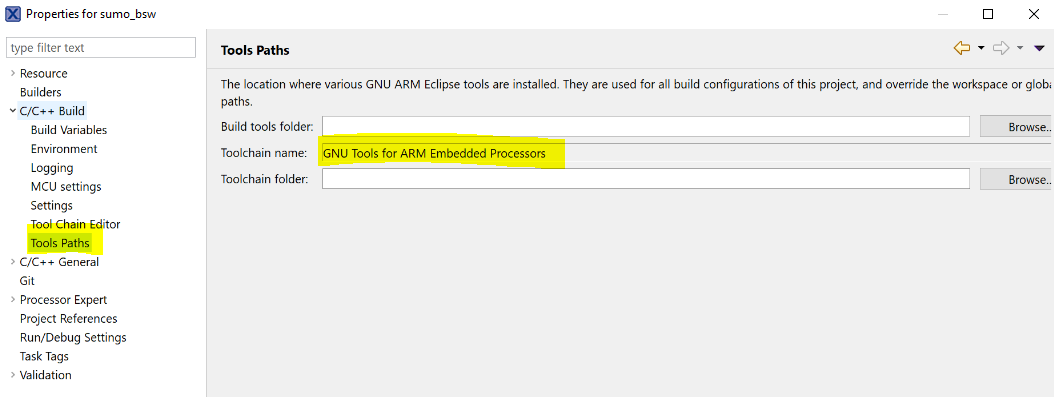 Properties for sumo_bsw
type filter text
Resource
Builders
C/C++ Build
Build Variables
Environment
Logging
MCU settings
Settings
Tool Chain Editor
Tools Paths
C/C++ General
Git
Processor Expert
Project References
Run/Debug Settings
Task Tags
Validation
Tools Paths
The location where various GNU ARM Eclipse tools are installed. They are used for all build configurations of this project, and override the workspace or globa
paths.
Build tools folder: Browse..
Toolchain name: GNU Tools for ARM Embedded Processors
Toolchain folder: Browse..